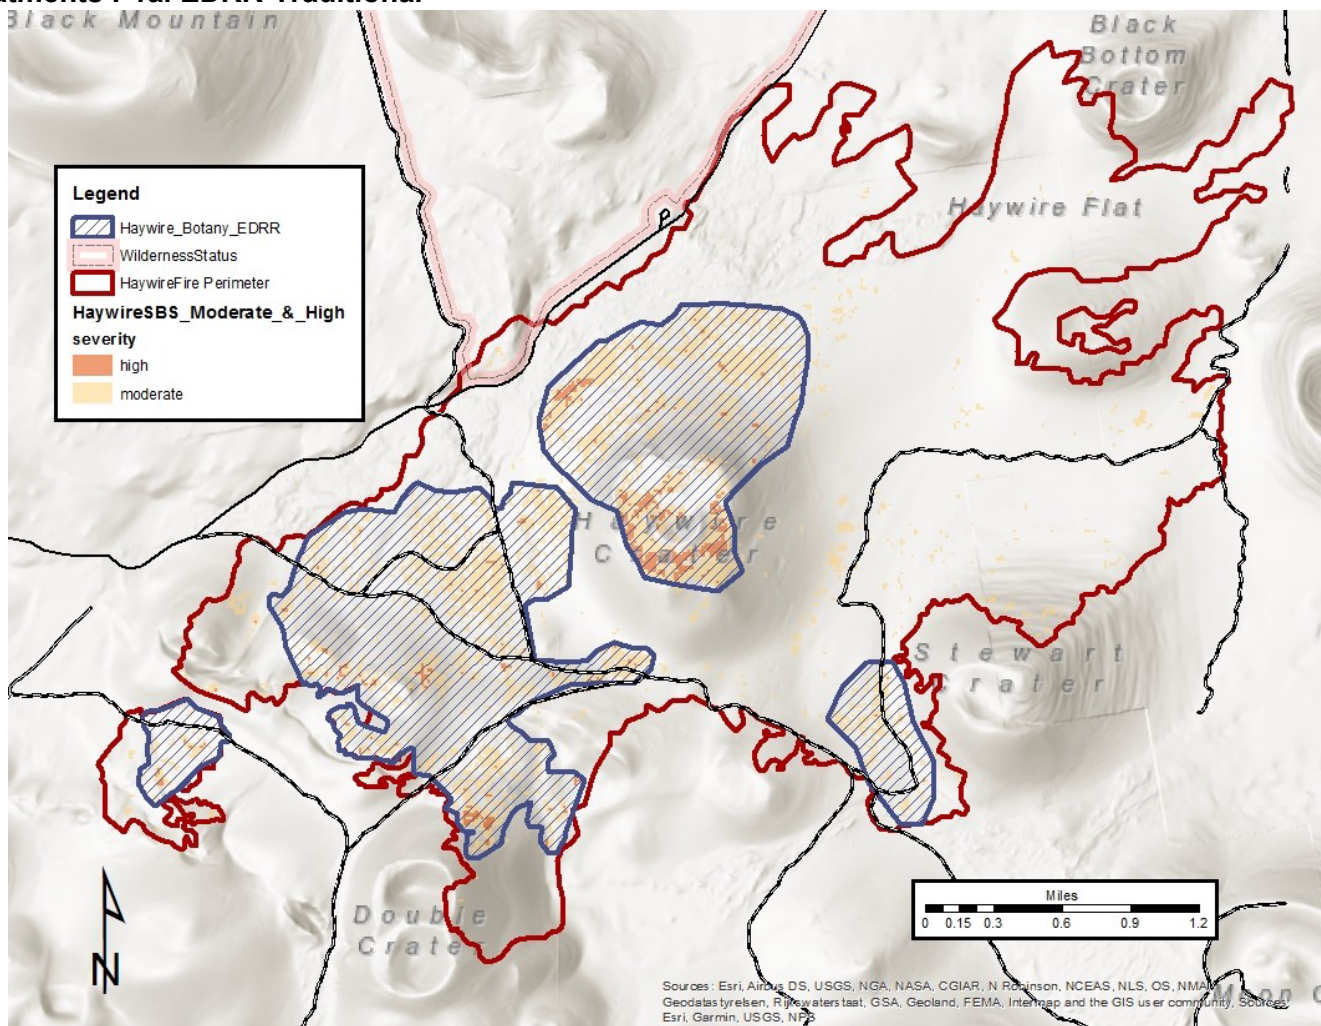 Black Mountain
Black
Bottom
Crater
Legend
Haywire_Botany_EDRR
WildernessStatus
HaywireFire Perimeter
HaywireSBS_Moderate_&_High
severity
high
moderate
P
Haywire Flat
Haywire
Crater
Stewart
Crater
Double
Crater
N
Miles
0 0.15 0.3 0.6 0.9 1.2
Sources: Esri, Airbus DS, USGS, NGA, NASA, CGIAR, N Robinson, NCEAS, NLS, OS, NMA,
Geodatastyrelsen, Rijkswaterstaat, GSA, Geoland, FEMA, Intermap and the GIS user community, Sources:
Esri, Garmin, USGS, NPS